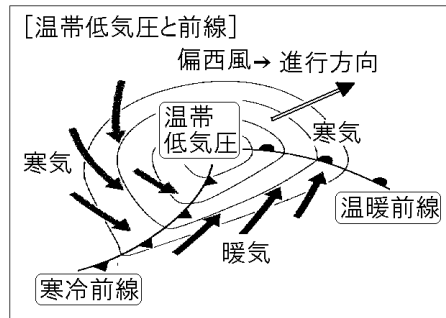 [温帯低気圧と前線]
偏西風→進行方向
温帯
低気圧
寒気
寒気
温暖前線
暖気
寒冷前線